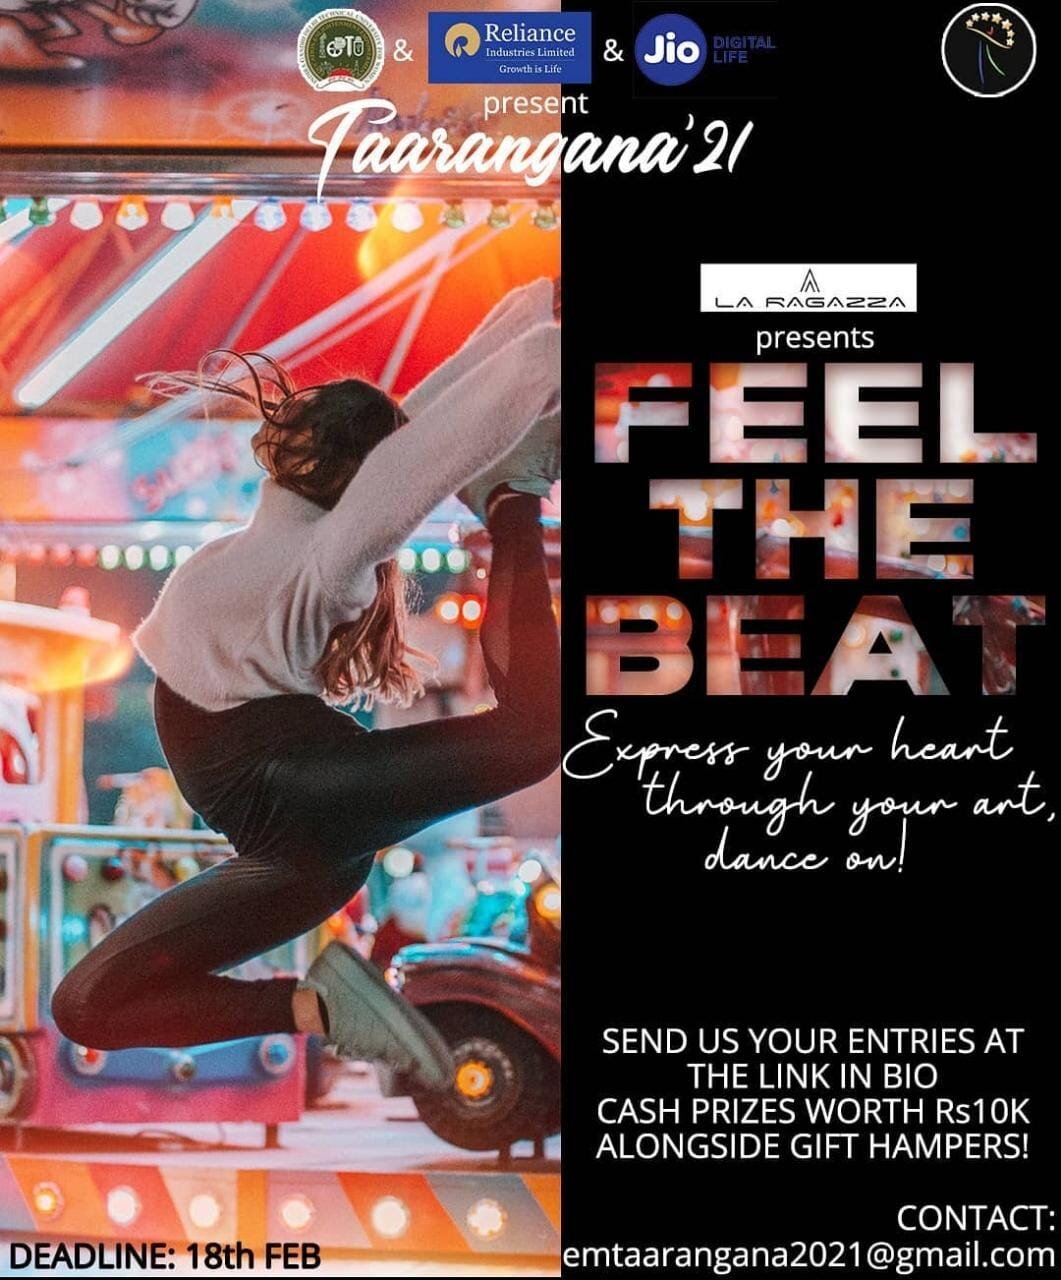 &
Reliance
Industries Limited
Growth is Life
&
Jio
DIGITAL
LIFE
present
Taarangana'21
LA RAGAZZA
presents
FEEL
THE
BEAT
Express your heart
through your art,
dance on!
SEND US YOUR ENTRIES AT
THE LINK IN BIO
CASH PRIZES WORTH Rs10K
ALONGSIDE GIFT HAMPERS!
CONTACT:
DEADLINE: 18th FEB
emtaarangana2021@gmail.com